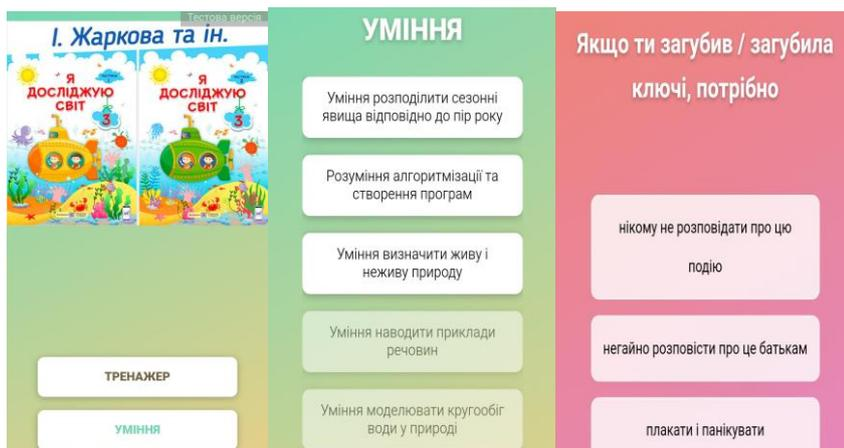 Тестова версія
І. Жаркова та ін.
Я
ДОСЛІДЖУЮ
СВІТ
3
Я
ДОСЛІДЖУЮ
СВІТ
3
ТРЕНАЖЕР
УМІННЯ
УМІННЯ
Уміння розподілити сезонні
явища відповідно до пір року
Розуміння алгоритмізації та
створення програм
Уміння визначити живу і
неживу природу
Уміння наводити приклади
речовин
Уміння моделювати кругообіг
води у природі
Якщо ти загубив / загубила
ключі, потрібно
нікому не розповідати про цю
подію
негайно розповісти про це батькам
плакати і панікувати